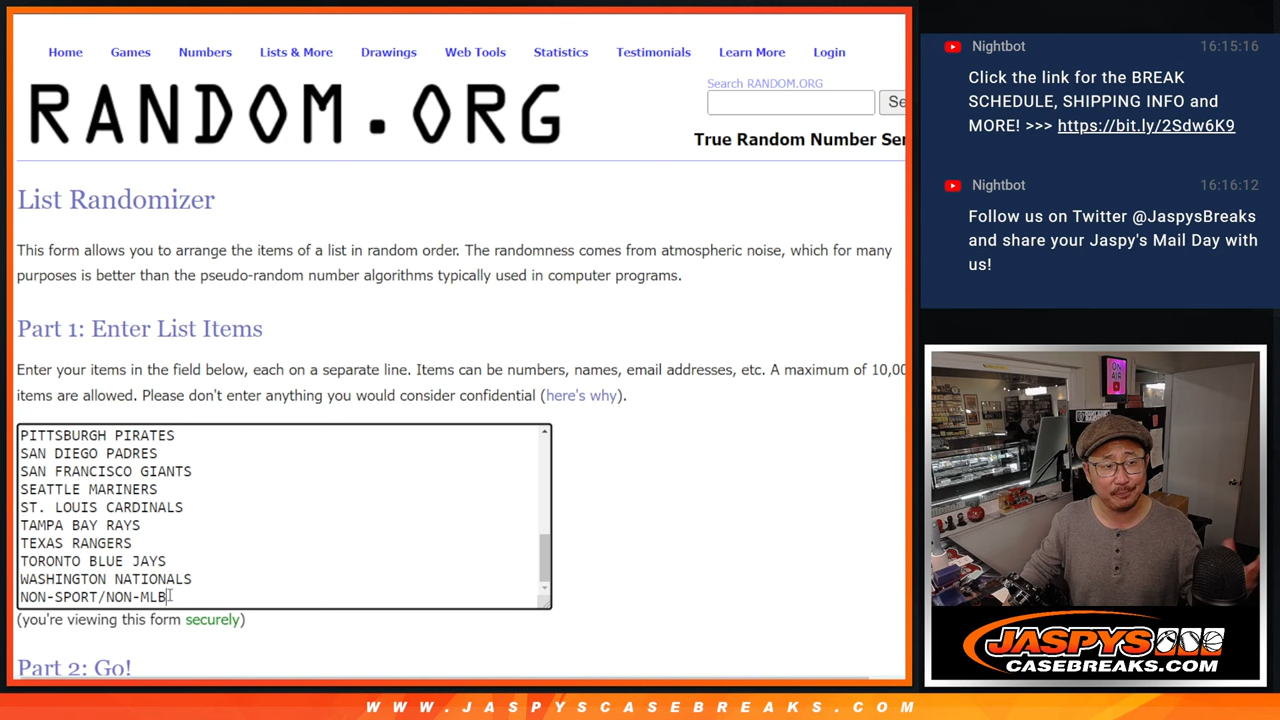 Home Games Numbers Lists & More Drawings Web Tools Statistics Testimonials Learn More Login
RANDOM.ORG
Search RANDOM.ORG
True Random Number
List Randomizer
This form allows you to arrange the items of a list in random order. The randomness comes from atmospheric noise, which for many
purposes is better than the pseudo-random number algorithms typically used in computer programs.
Part 1: Enter List Items
Enter your items in the field below, each on a separate line. Items can be numbers, names, email addresses, etc. A maximum of
items are allowed. Please don't enter anything you would consider confidential (here's why).
PITTSBURGH PIRATES
SAN DIEGO PADRES
SAN FRANCISCO GIANTS
SEATTLE MARINERS
ST. LOUIS CARDINALS
TAMPA BAY RAYS
TEXAS RANGERS
TORONTO BLUE JAYS
WASHINGTON NATIONALS
NON-SPORT/NON-MLB
(you're viewing this form securely)
Part 2: Go!
Nightbot 16:15:16
Click the link for the BREAK
SCHEDULE, SHIPPING INFO and
MORE! >>> https://bit.ly/2Sdw6K9
Nightbot 16:16:12
Follow us on Twitter @JaspysBreaks
and share your Jaspy's Mail Day with
us!
ON
AIR
JASPYS
CASEBREAKS.COM
WWW.JASPYSCASEBREAKS.COM